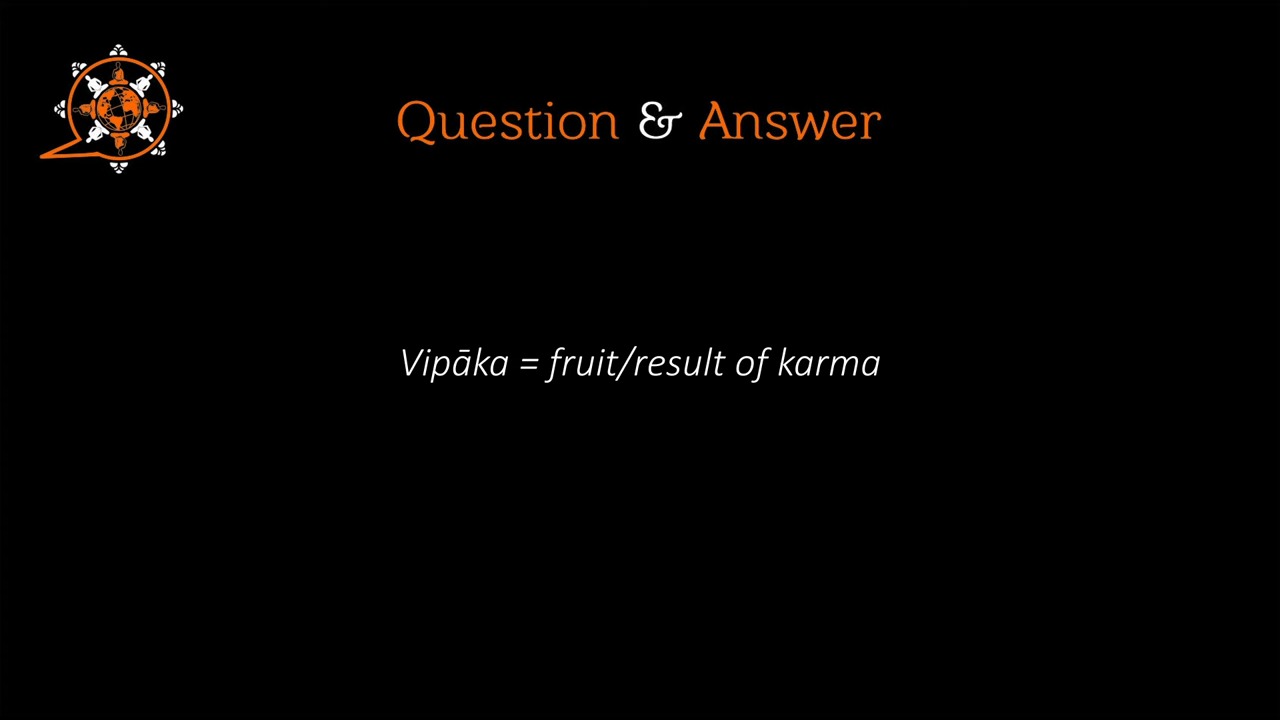 Question & Answer
Vipāka = fruit/result of karma